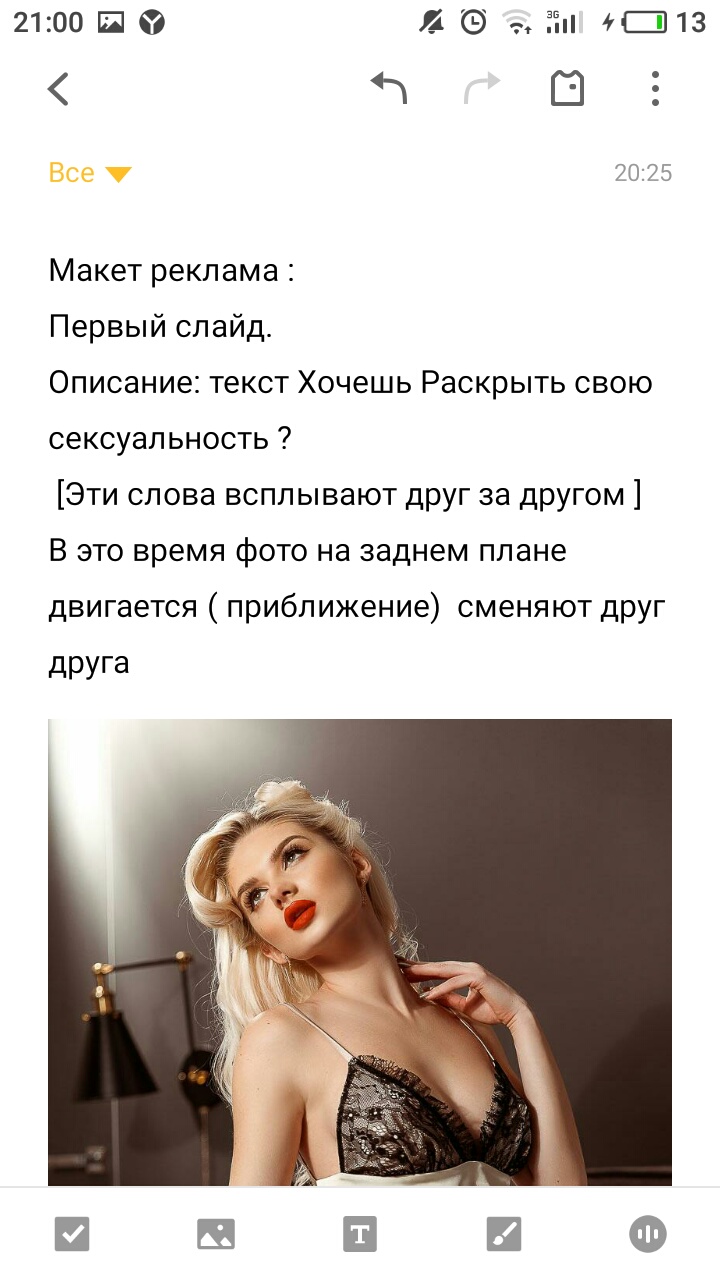 21:00
3G
13
Все
20:25
Макет реклама :
Первый слайд.
Описание: текст Хочешь Раскрыть свою
сексуальность ?
[Эти слова всплывают друг за другом ]
В это время фото на заднем плане
двигается ( приближение)  сменяют друг
друга
T